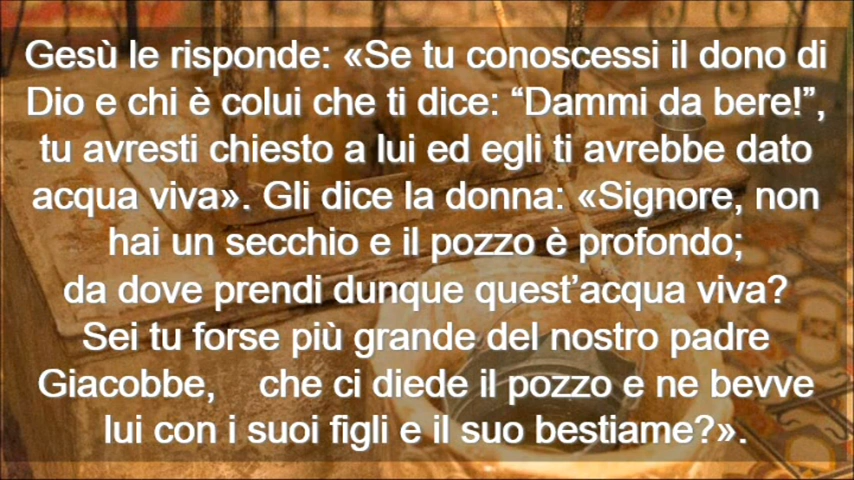 Gesù le risponde: «Se tu conoscessi il dono di
Dio e chi è colui che ti dice: “Dammi da bere!”,
tu avresti chiesto a lui ed egli ti avrebbe dato
acqua viva». Gli dice la donna: «Signore, non
hai un secchio e il pozzo è profondo;
da dove prendi dunque quest’acqua viva?
Sei tu forse più grande del nostro padre
Giacobbe, che ci diede il pozzo e ne bevve
lui con i suoi figli e il suo bestiame?».